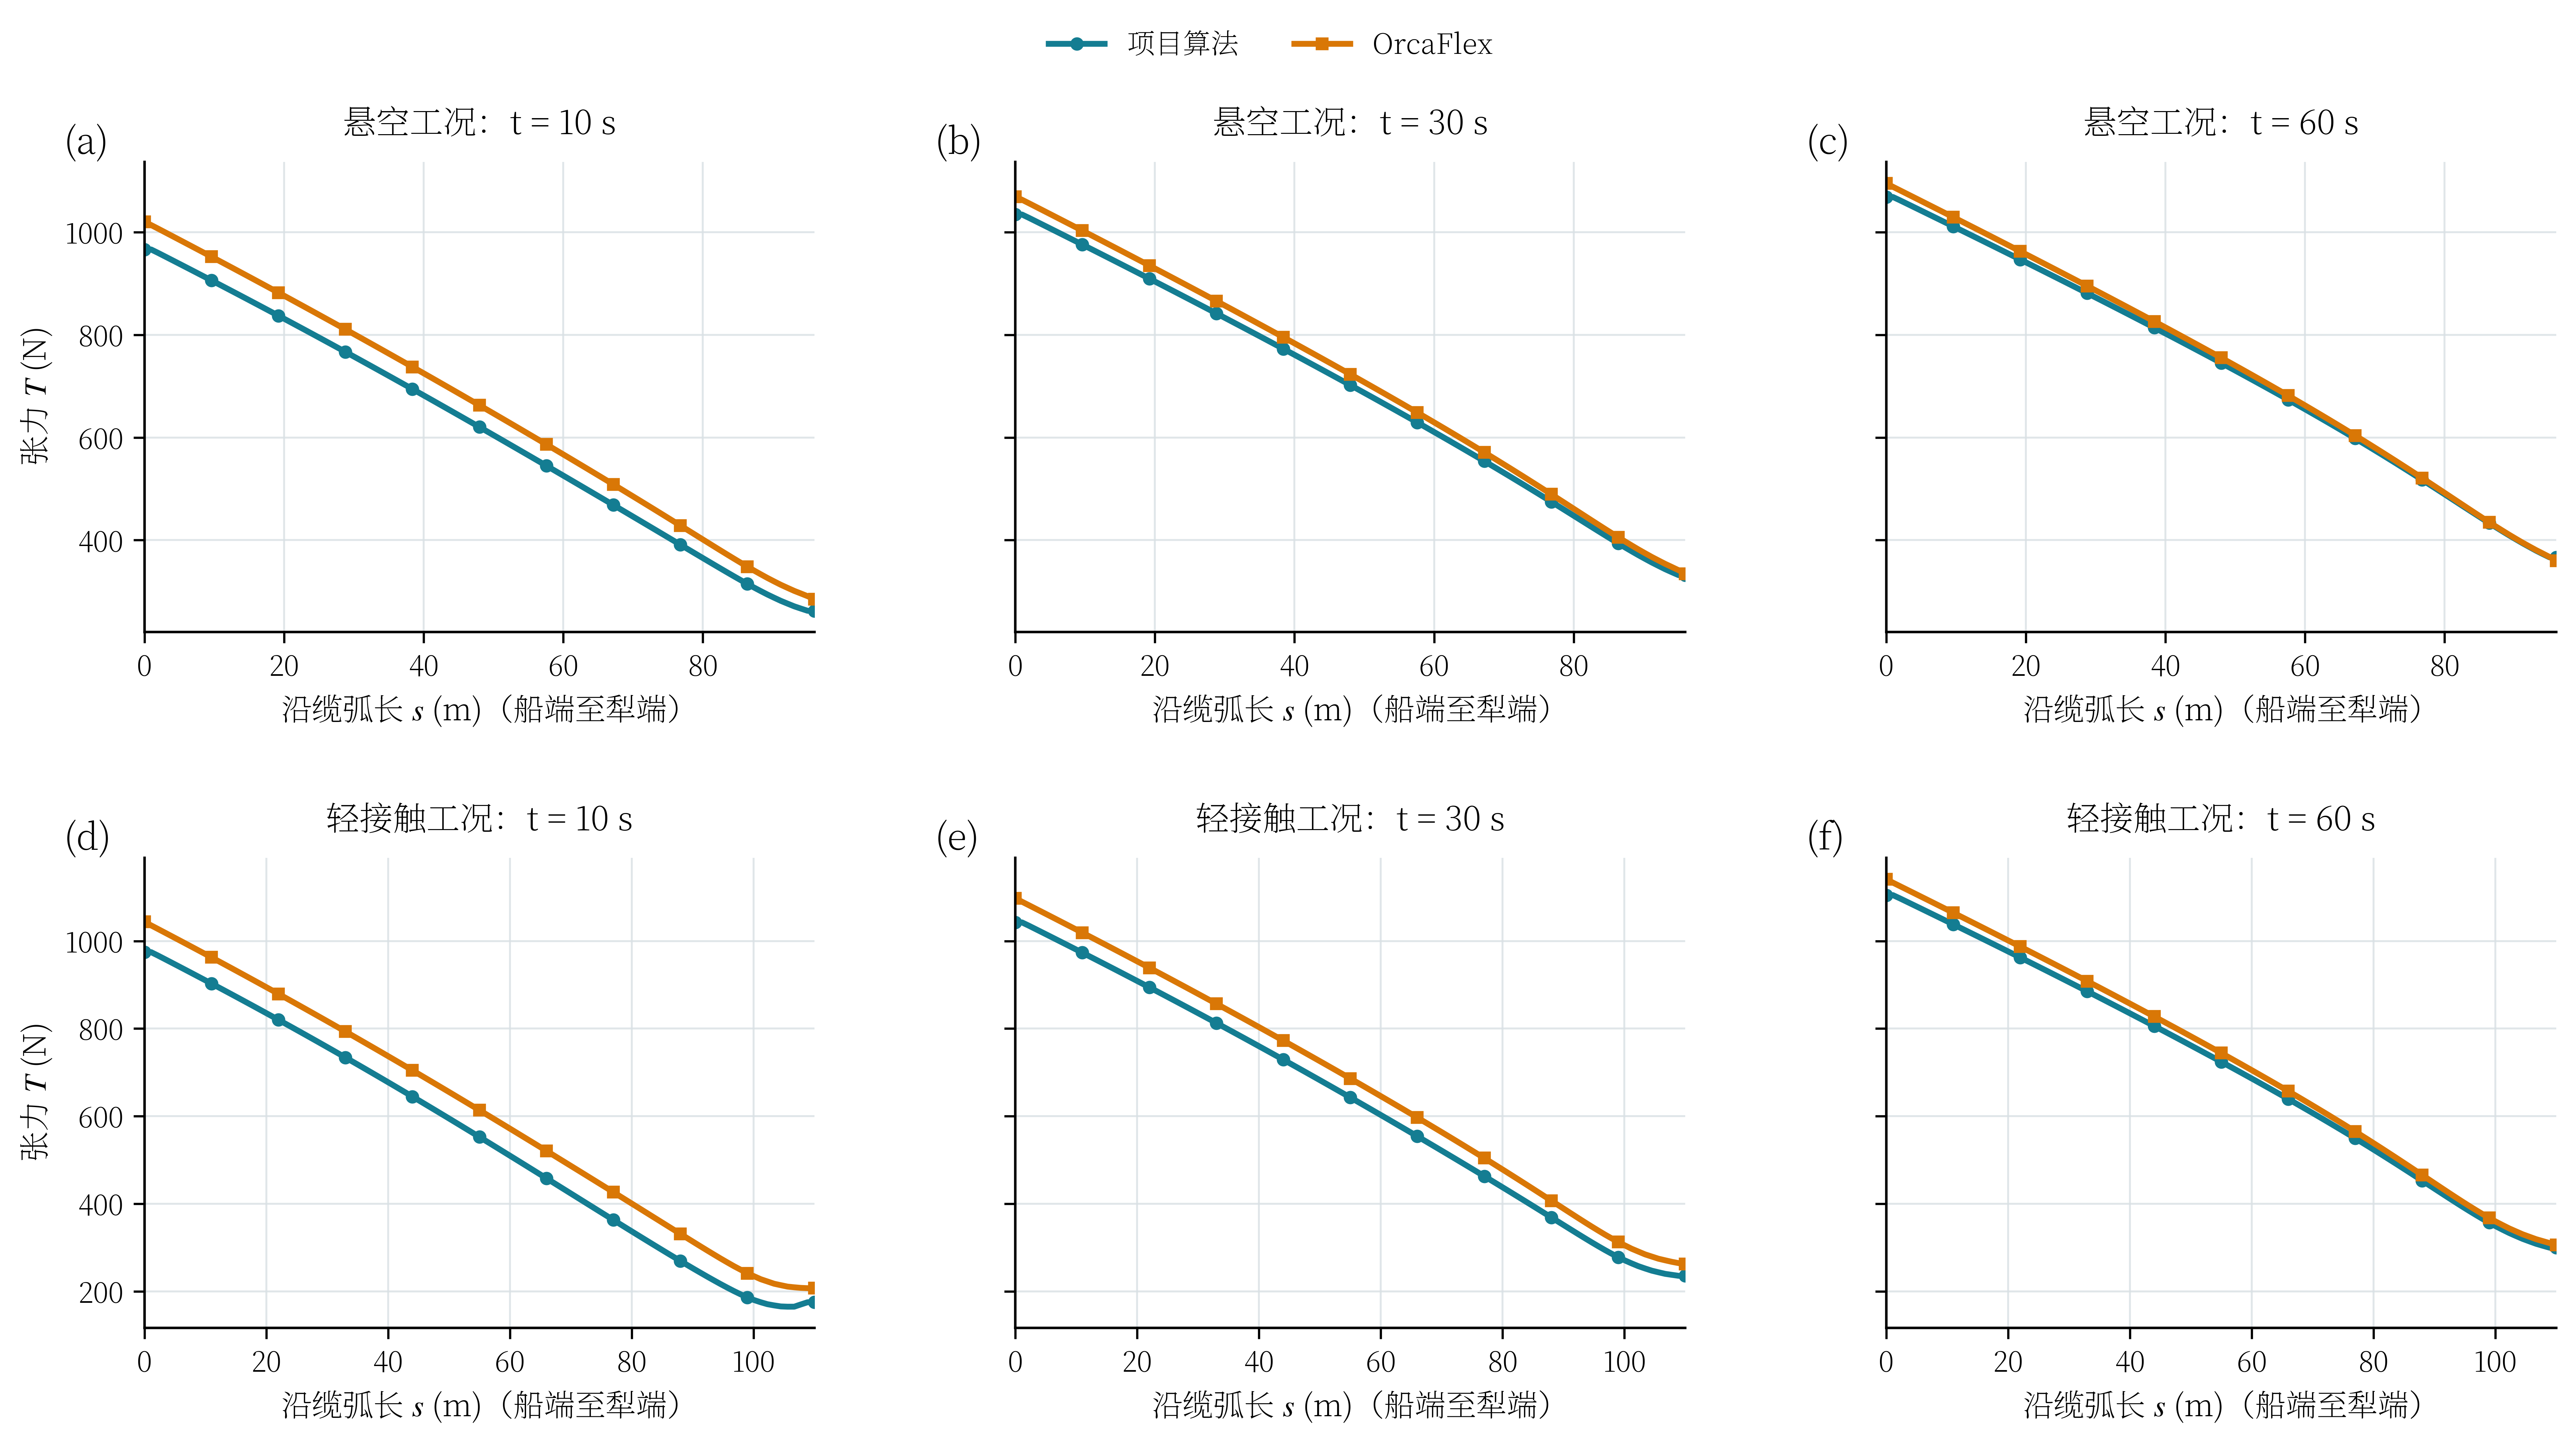 项目算法 OrcaFlex
(a) 悬空工况：t = 10 s
(b) 悬空工况：t = 30 s
(c) 悬空工况：t = 60 s
张力 T (N)
1000
800
600
400
0 20 40 60 80
0 20 40 60 80
0 20 40 60 80
沿缆弧长 s (m)（船端至犁端）
沿缆弧长 s (m)（船端至犁端）
沿缆弧长 s (m)（船端至犁端）
(d) 轻接触工况：t = 10 s
(e) 轻接触工况：t = 30 s
(f) 轻接触工况：t = 60 s
张力 T (N)
1000
800
600
400
200
0 20 40 60 80 100
0 20 40 60 80 100
0 20 40 60 80 100
沿缆弧长 s (m)（船端至犁端）
沿缆弧长 s (m)（船端至犁端）
沿缆弧长 s (m)（船端至犁端）